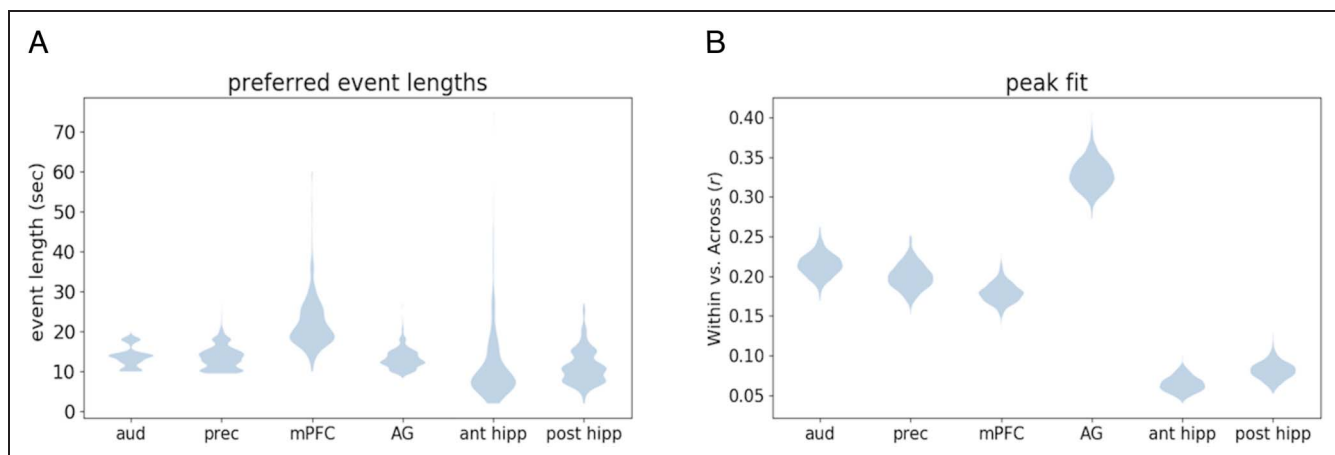 A
preferred event lengths
event length (sec)
70
60
50
40
30
20
10
0
aud prec mPFC AG ant hipp post hipp
B
peak fit
Within vs. Across (r)
0.40
0.35
0.30
0.25
0.20
0.15
0.10
0.05
aud prec mPFC AG ant hipp post hipp